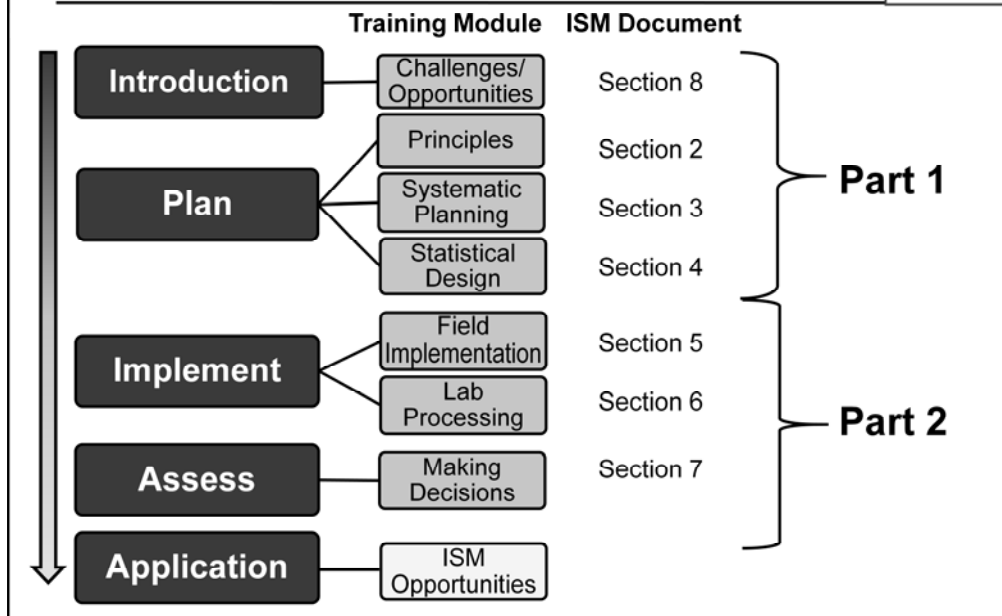 Training Module ISM Document
Introduction
Challenges/
Opportunities
Section 8
Plan
Principles
Section 2
Systematic
Planning
Section 3
Statistical
Design
Section 4
Part 1
Implement
Field
Implementation
Section 5
Lab
Processing
Section 6
Assess
Making
Decisions
Section 7
Part 2
Application
ISM
Opportunities